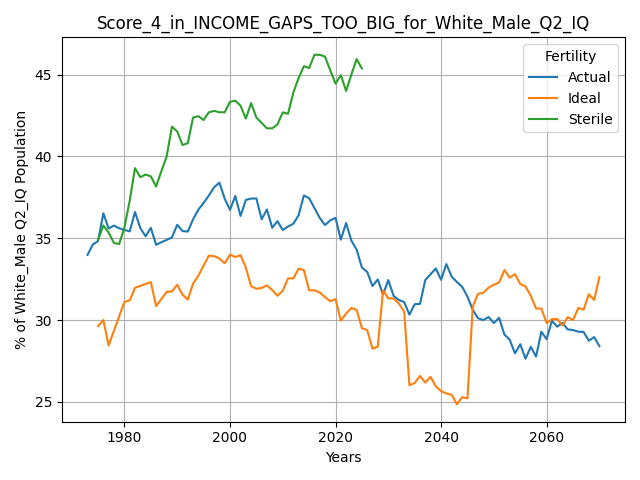 Score_4_in_INCOME_GAPS_TOO_BIG_for_White_Male_Q2_IQ
Fertility
Actual
Ideal
Sterile
% of White_Male Q2_IQ Population
45
40
35
30
25
1980
2000
2020
2040
2060
Years